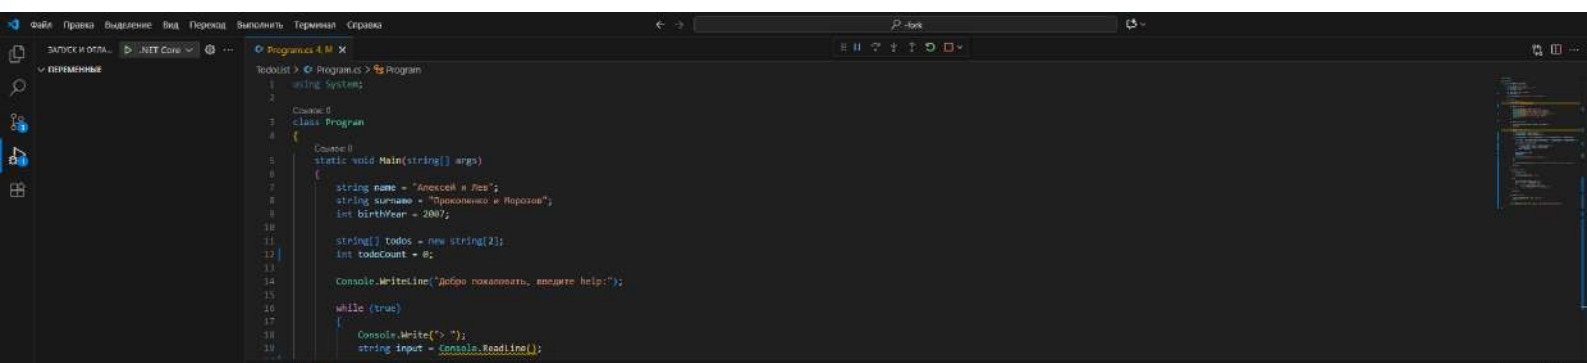 Файл Правка Выделение Вид Переход Выполнить Терминал Справка
-fork
ЗАПУСК И ОТЛА... .NET Core
Program.cs 4, M
ПЕРЕМЕННЫЕ
TodoList > Program.cs > Program
1 using System;
2
Ссылок: 0
3 class Program
4 {
Ссылок: 0
5 static void Main(string[] args)
6 {
7 string name = "Алексей и Лев";
8 string surname = "Прокопенко и Морозов";
9 int birthYear = 2007;
10
11 string[] todos = new string[2];
12 int todoCount = 0;
13
14 Console.WriteLine("Добро пожаловать, введите help:");
15
16 while (true)
17 {
18 Console.Write("> ");
19 string input = Console.ReadLine();